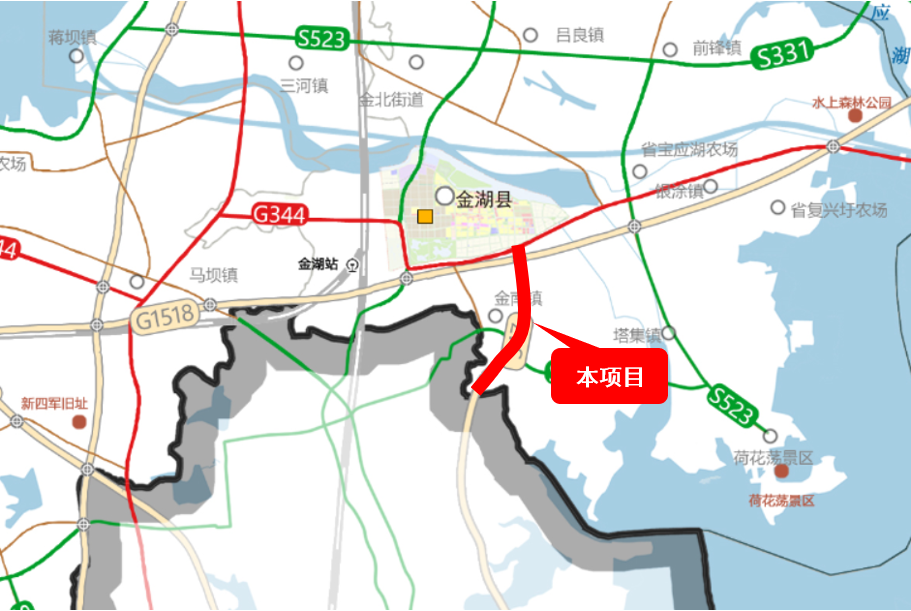 应
湖
蒋坝镇
S523
吕良镇
前锋镇
S331
三河镇
金北街道
水上森林公园
农场
省宝应湖农场
银涂镇
金湖县
省复兴圩农场
G344
44
金湖站
马坝镇
金南镇
G1518
塔集镇
本项目
新四军旧址
S523
荷花荡景区
荷花荡景区